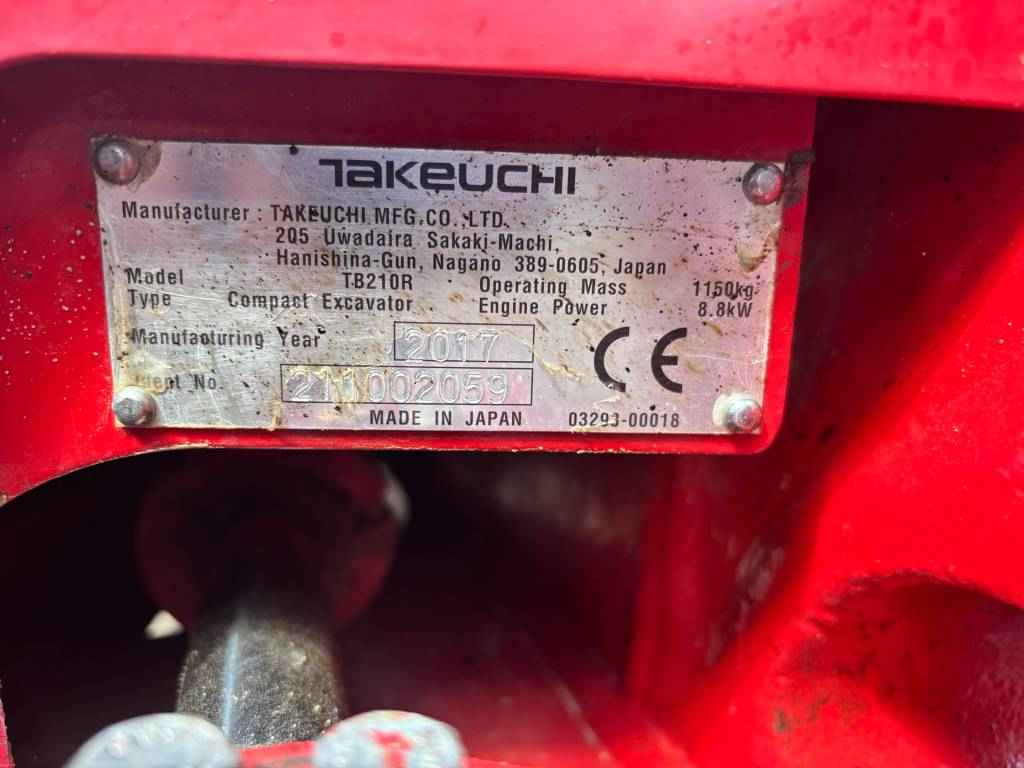 TAKEUCHI
Manufacturer : TAKEUCHI MFG.CO.,LTD.
205 Uwadaira Sakaki-Machi,
Hanishina-Gun, Nagano 389-0605, Japan
Model TB210R Operating Mass 1150kg
Type Compact Excavator Engine Power 8.8kW
Manufacturing Year 2017
No. 211002059
CE
MADE IN JAPAN 03293-00018